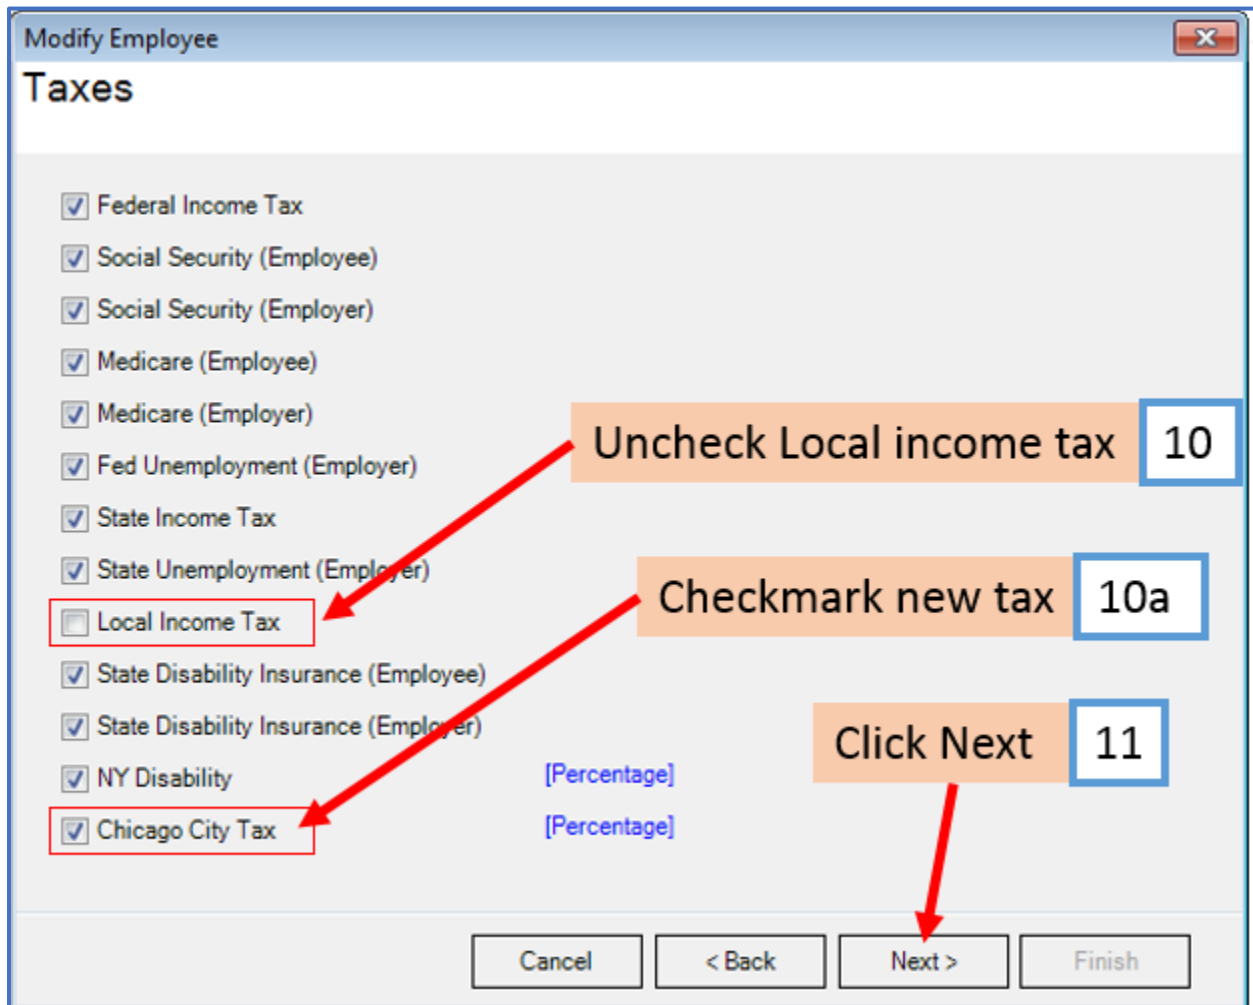 Modify Employee
Taxes
Federal Income Tax
Social Security (Employee)
Social Security (Employer)
Medicare (Employee)
Medicare (Employer)
Uncheck Local income tax 10
Fed Unemployment (Employer)
State Income Tax
State Unemployment (Employer)
Checkmark new tax 10a
Local Income Tax
State Disability Insurance (Employee)
State Disability Insurance (Employer)
Click Next 11
NY Disability [Percentage]
Chicago City Tax [Percentage]
Cancel < Back Next > Finish